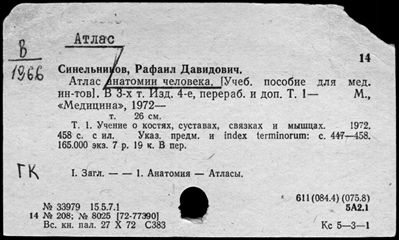 Атлас
14
В
1966
Синельников, Рафаил Давидович.
Атлас анатомии человека. [Учеб. пособие для мед.
ин-тов]. В 3-х т. Изд. 4-е, перераб. и доп. Т. 1— М.,
«Медицина», 1972—
т. 26 см.
Т. 1. Учение о костях, суставах, связках и мышцах. 1972.
458 с. с ил. Указ. предм. и index terminorum: с. 447—458.
165.000 экз. 7 р. 19 к. В пер.
ГК
I. Загл. — — 1. Анатомия — Атласы.
611(084.4) (075.8)
№ 33979 15.5.7.1 5А2.1
14 № 208; № 8025 [72-77390]
Вс. кн. пал. 27 X 72 С383 Кс 5—3—1